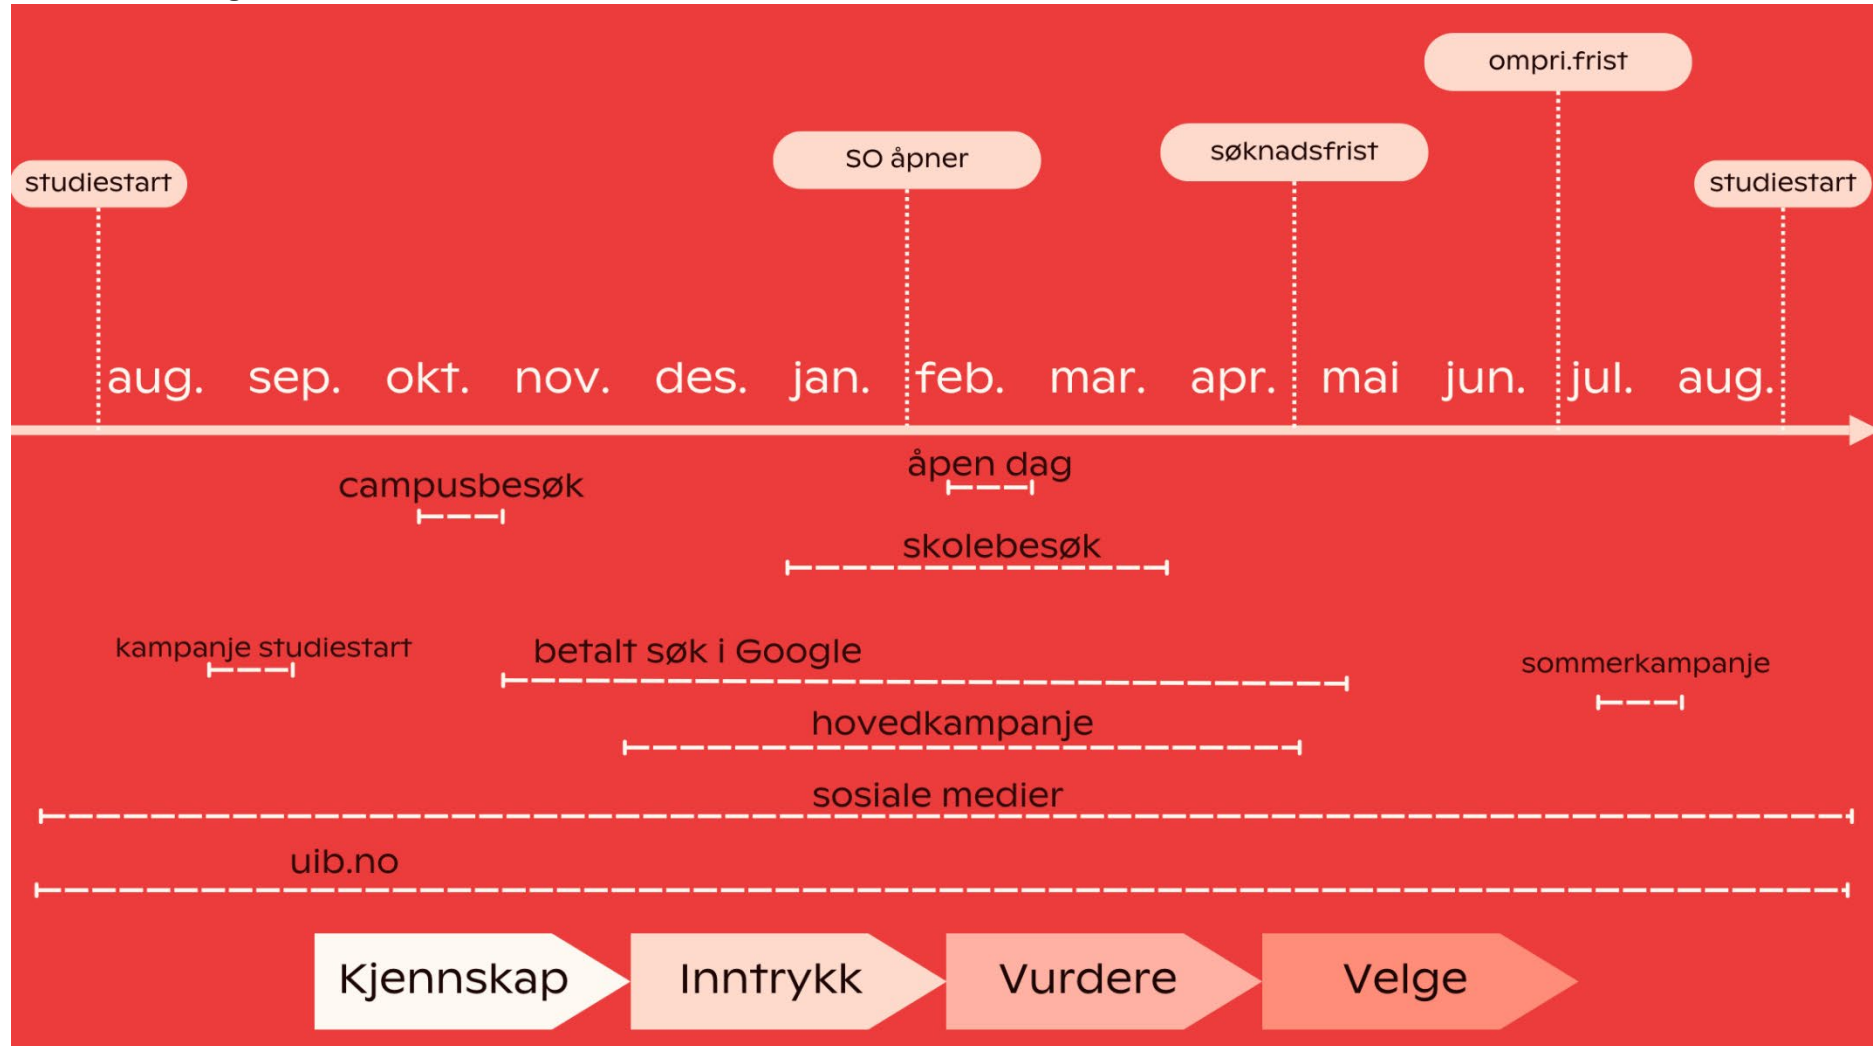 ompri.frist
SO åpner
søknadsfrist
studiestart
studiestart
aug. sep. okt. nov. des. jan. feb. mar. apr. mai jun. jul. aug.
åpen dag
campusbesøk
skolebesøk
kampanje studiestart
betalt søk i Google
sommerkampanje
hovedkampanje
sosiale medier
uib.no
Kjennskap Inntrykk Vurdere Velge